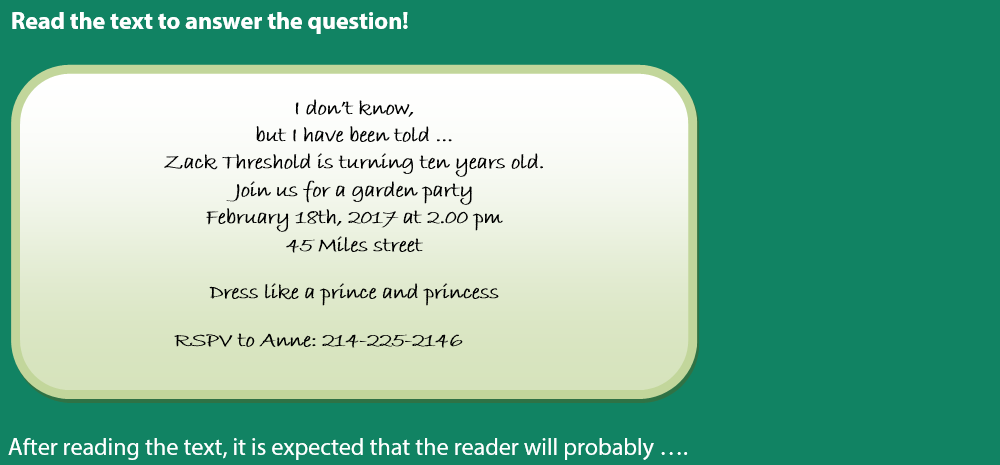 Read the text to answer the question!
I don't know,
but I have been told ...
Zack Threshold is turning ten years old.
Join us for a garden party
February 18th, 2017 at 2.00 pm
45 Miles street
Dress like a prince and princess
RSPV to Anne: 214-225-2146
After reading the text, it is expected that the reader will probably ….